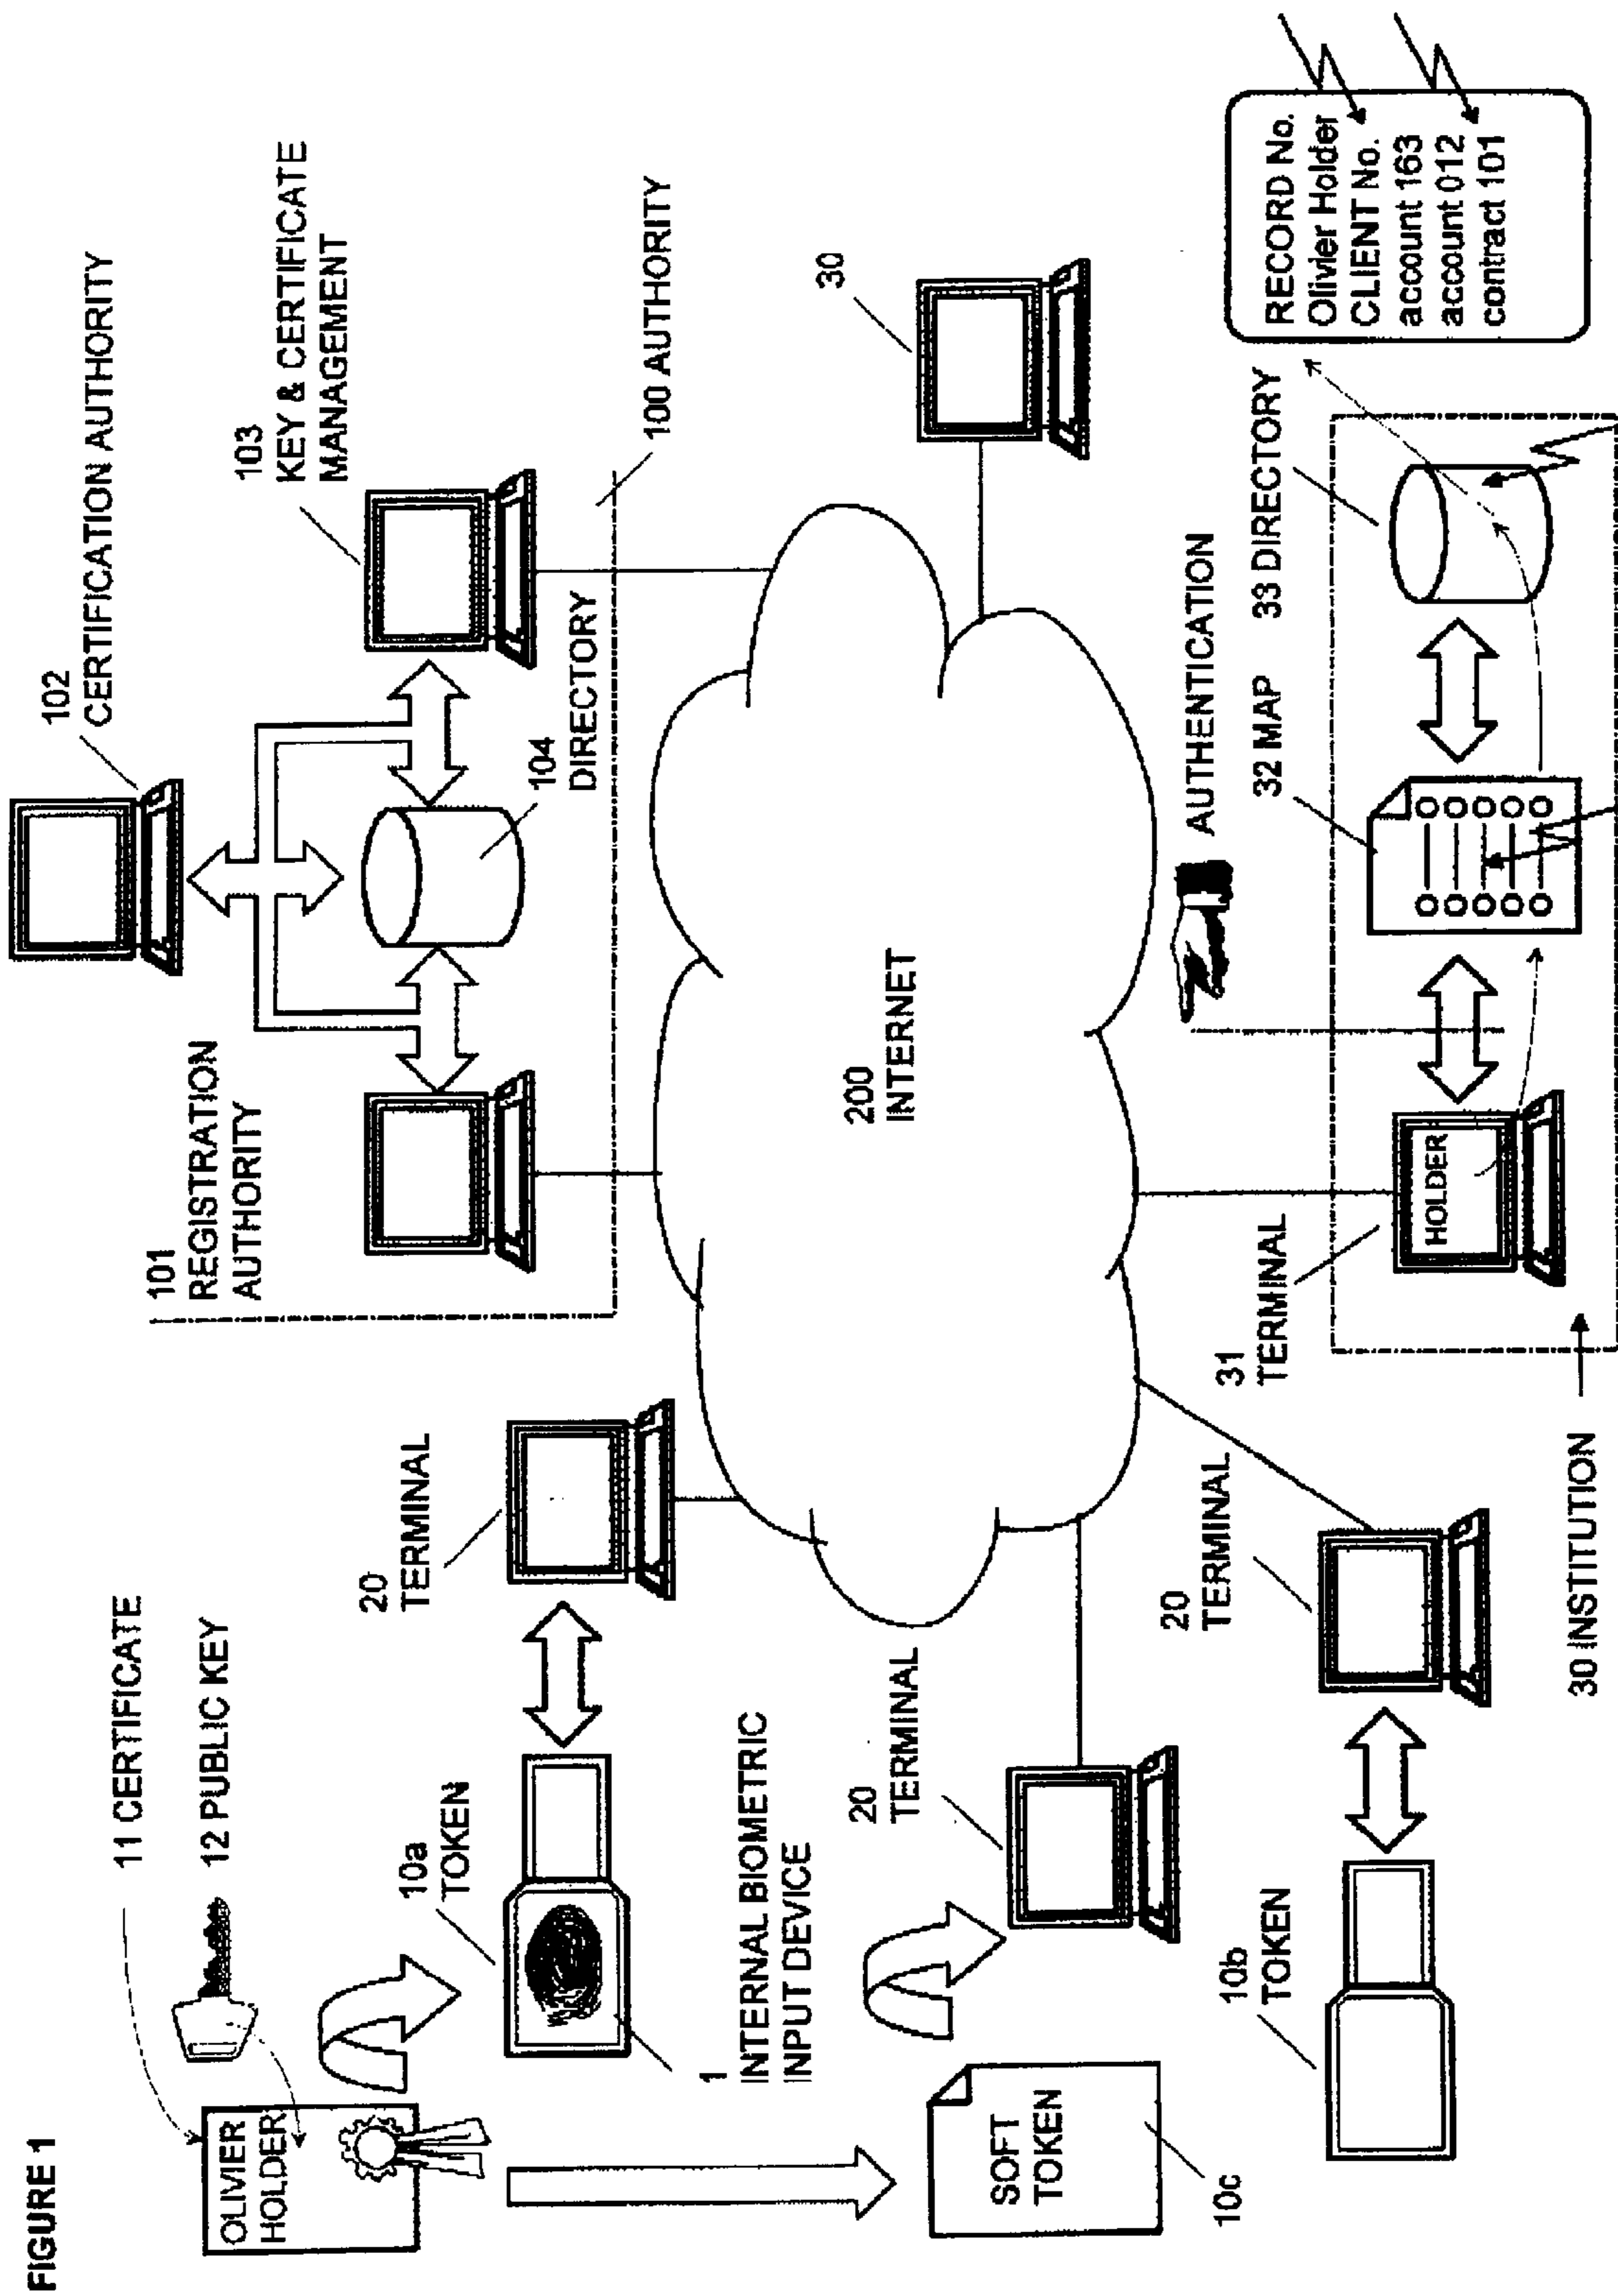 FIGURE 1
OLIVIER
HOLDER
11 CERTIFICATE
12 PUBLIC KEY
10a
TOKEN
1
INTERNAL BIOMETRIC
INPUT DEVICE
20
TERMINAL
SOFT
TOKEN
10c
20
TERMINAL
10b
TOKEN
20
TERMINAL
101
REGISTRATION
AUTHORITY
102
CERTIFICATION AUTHORITY
103
KEY & CERTIFICATE
MANAGEMENT
104
DIRECTORY
100 AUTHORITY
200
INTERNET
30
AUTHENTICATION
31
TERMINAL
HOLDER
32 MAP
33 DIRECTORY
30 INSTITUTION
RECORD No.
Olivier Holder
CLIENT No.
account 163
account 012
contract 101